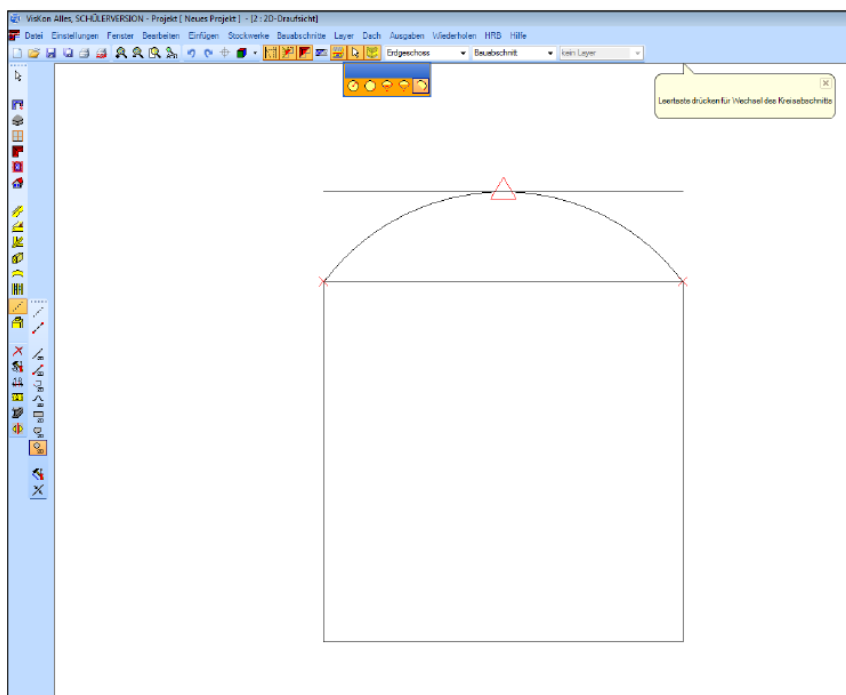 VisKon Alles, SCHÜLERVERSION - Projekt [ Neues Projekt ] - [2 : 2D-Draufsicht]
Datei Einstellungen Fenster Bearbeiten Einfügen Stockwerke Bauabschnitte Layer Dach Ausgaben Wiederholen HRB Hilfe
Erdgeschoss Bauabschnitt kein Layer
Leertaste drücken für Wechsel des Kreisabschnitts